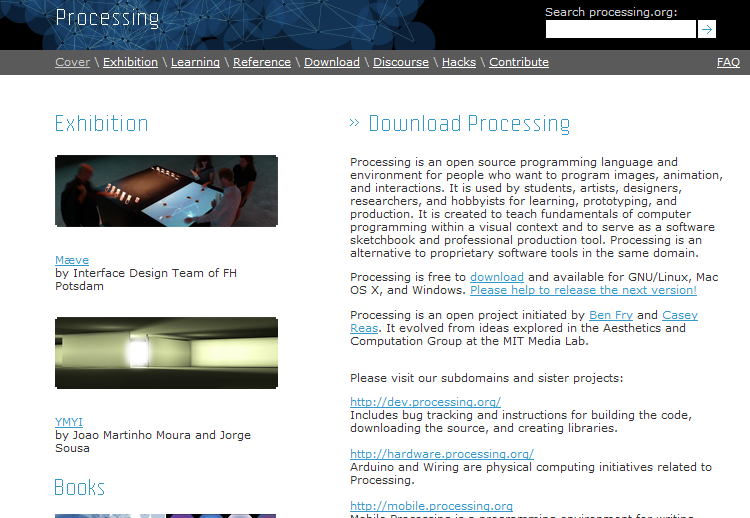 Processing
Search processing.org:
Cover \ Exhibition \ Learning \ Reference \ Download \ Discourse \ Hacks \ Contribute
FAQ
Exhibition
Mæve
by Interface Design Team of FH
Potsdam
YMYI
by Joao Martinho Moura and Jorge
Sousa
Books
» Download Processing
Processing is an open source programming language and
environment for people who want to program images, animation,
and interactions. It is used by students, artists, designers,
researchers, and hobbyists for learning, prototyping, and
production. It is created to teach fundamentals of computer
programming within a visual context and to serve as a software
sketchbook and professional production tool. Processing is an
alternative to proprietary software tools in the same domain.
Processing is free to download and available for GNU/Linux, Mac
OS X, and Windows. Please help to release the next version!
Processing is an open project initiated by Ben Fry and Casey
Reas. It evolved from ideas explored in the Aesthetics and
Computation Group at the MIT Media Lab.
Please visit our subdomains and sister projects:
http://dev.processing.org/
Includes bug tracking and instructions for building the code,
downloading the source, and creating libraries.
http://hardware.processing.org/
Arduino and Wiring are physical computing initiatives related to
Processing.
http://mobile.processing.org
Mobile Processing is a programming environment for writing